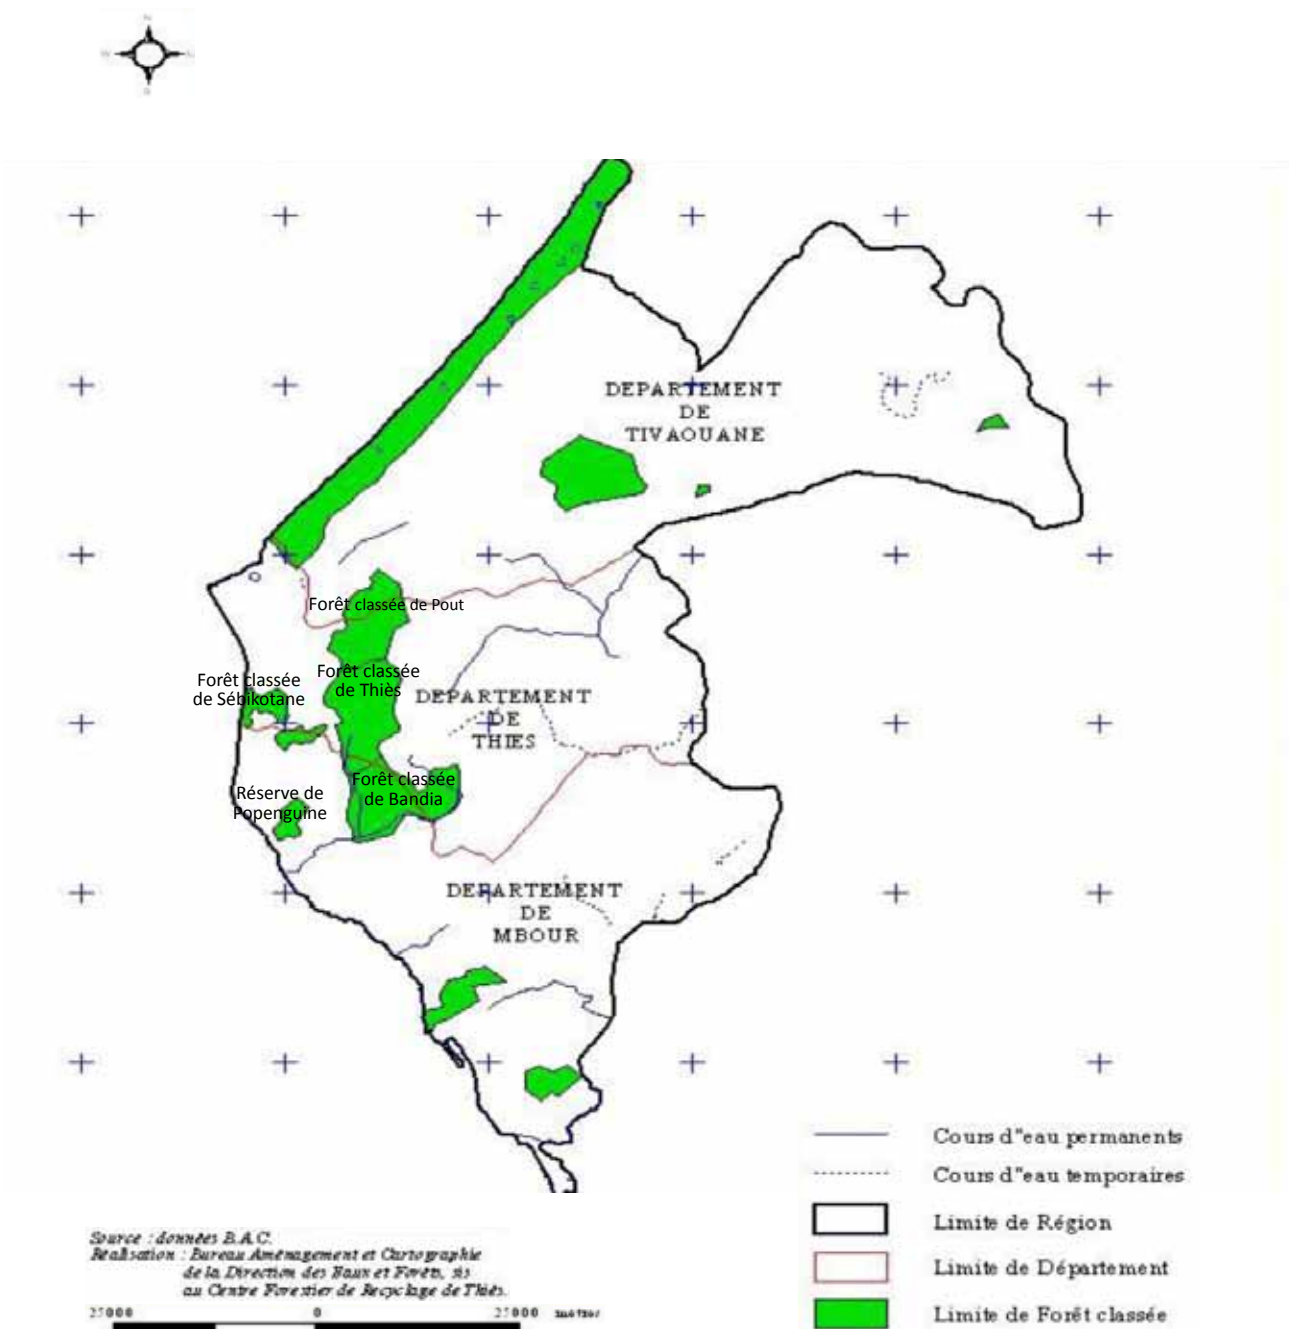 N
DEPARTEMENT
DE
TIVAOUANE
Forêt classée de Pout
Forêt classée
de Thiès
Forêt classée
de Sébikotane
DEPARTEMENT
DE
THIES
Forêt classée
de Bandia
Réserve de
Popenguine
DEPARTEMENT
DE
MBOUR
Cours d"eau permanents
Cours d"eau temporaires
Limite de Région
Limite de Département
Limite de Forêt classée
Source : données B.A.C.
Réalisation : Bureau Aménagement et Cartographie
de la Direction des Eaux et Forêts, sis
au Centre Forestier de Recyclage de Thiès.
25000 0 25000